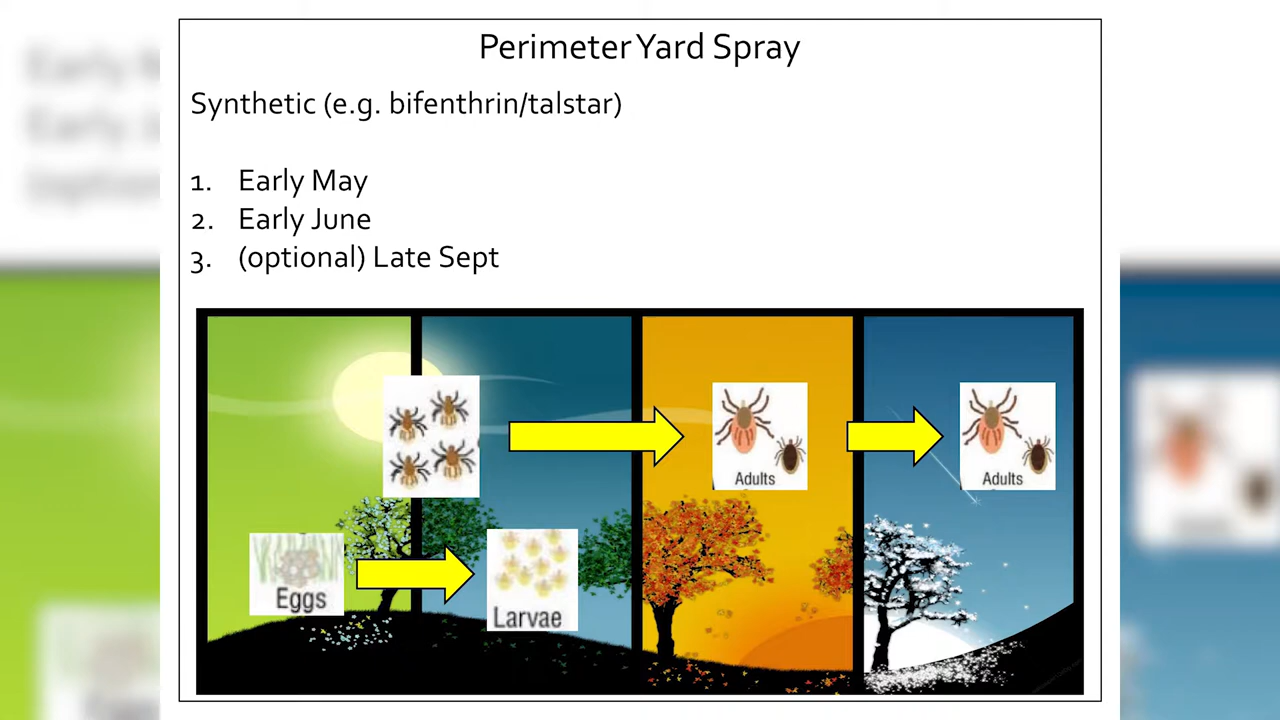 Perimeter Yard Spray
Synthetic (e.g. bifenthrin/talstar)
1. Early May
2. Early June
3. (optional) Late Sept
Adults
Adults
Eggs
Larvae